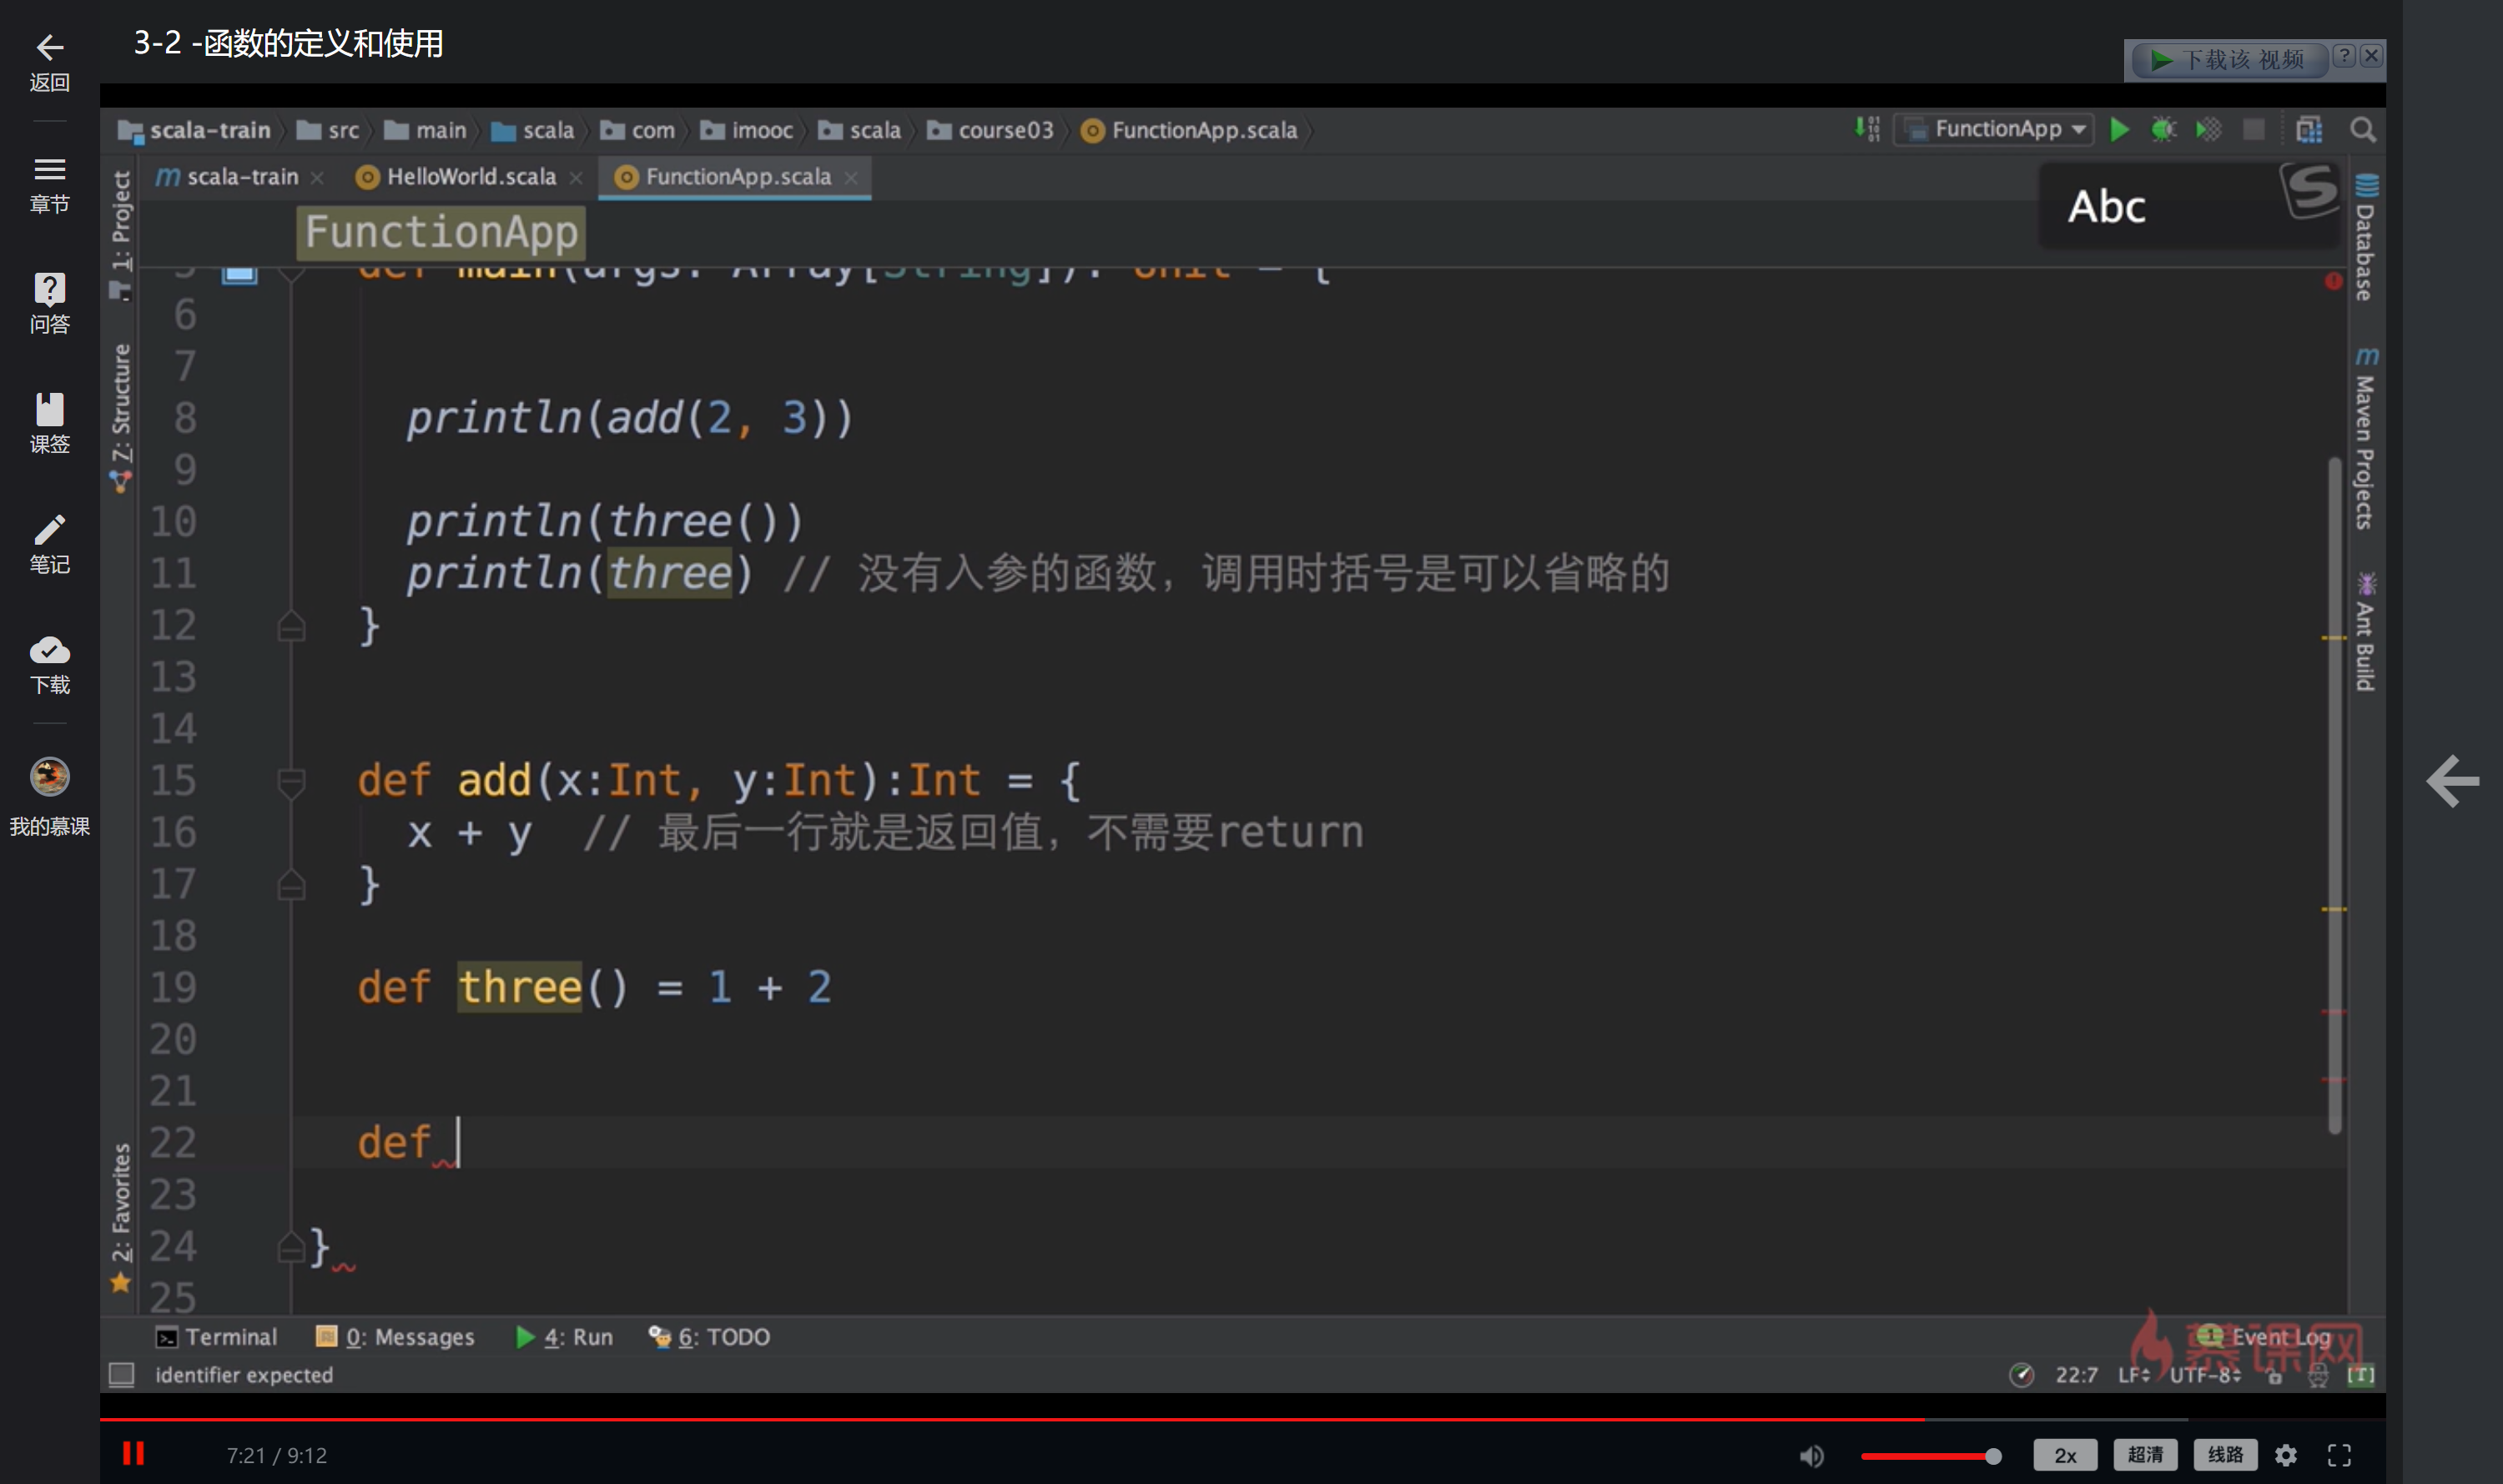 3-2 -函数的定义和使用
下载该 视频
返回
章节
问答
课签
笔记
下载
我的慕课
scala-train src main scala com imooc scala course03 FunctionApp.scala
FunctionApp
scala-train HelloWorld.scala FunctionApp.scala
Abc
FunctionApp
1: Project
Z: Structure
2: Favorites
Database
Maven Projects
Ant Build
5 def main(args: Array[String]): Unit = {
6
7
8 println(add(2, 3))
9
10 println(three())
11 println(three) // 没有入参的函数，调用时括号是可以省略的
12 }
13
14
15 def add(x:Int, y:Int):Int = {
16 x + y // 最后一行就是返回值，不需要return
17 }
18
19 def three() = 1 + 2
20
21
22 def
23
24 }
25
Terminal 0: Messages 4: Run 6: TODO Event Log
慕课网
identifier expected 22:7 LF UTF-8 [T]
7:21 / 9:12 2x 超清 线路